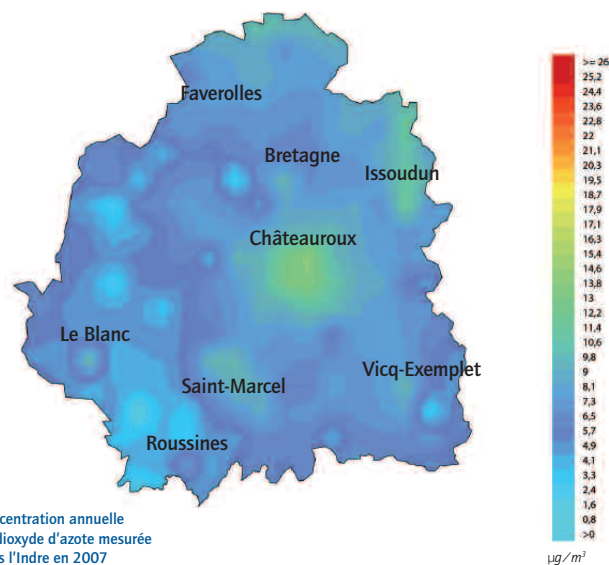 Faverolles
Bretagne
Issoudun
Châteauroux
Le Blanc
Saint-Marcel
Vicq-Exemplet
Roussines
centration annuelle
dioxyde d'azote mesurée
s l'Indre en 2007
>= 26
25,2
24,4
23,6
22,8
22
21,1
20,3
19,5
18,7
17,9
17,1
16,3
15,4
14,6
13,8
13
12,2
11,4
10,6
9,8
9
8,1
7,3
6,5
5,7
4,9
4,1
3,3
2,4
1,6
0,8
>0
µg/m³